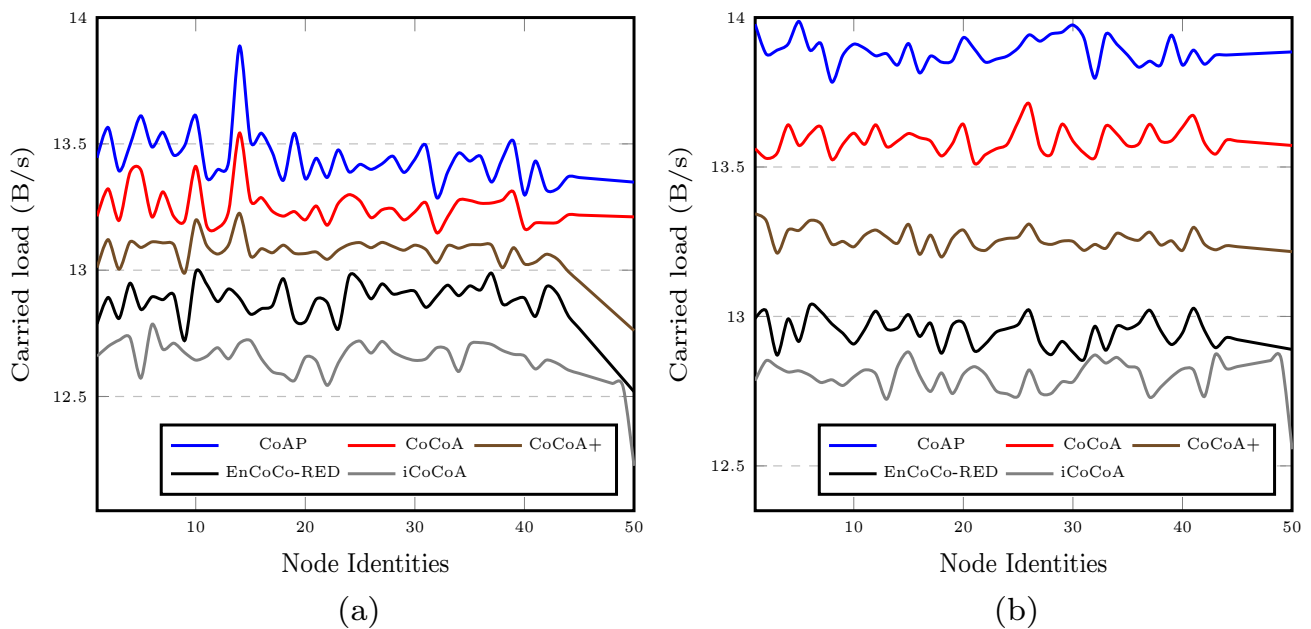 14
13.5
13
12.5
Carried load (B/s)
CoAP CoCoA CoCoA+
EnCoCo-RED iCoCoA
10 20 30 40 50
Node Identities
(a)
14
13.5
13
12.5
Carried load (B/s)
CoAP CoCoA CoCoA+
EnCoCo-RED iCoCoA
10 20 30 40 50
Node Identities
(b)